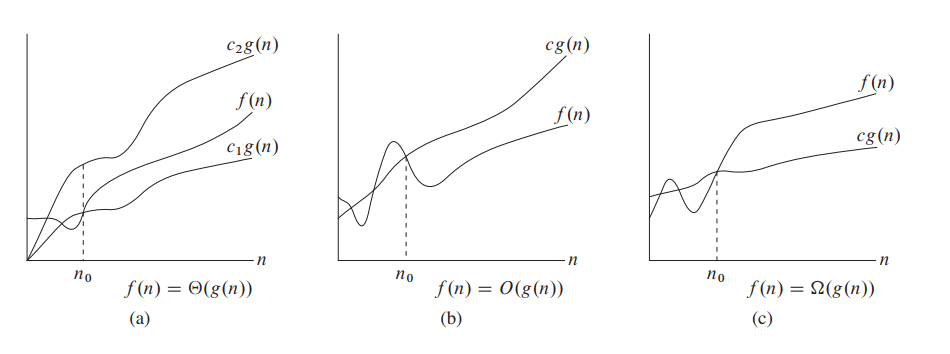 c₂g(n)
f(n)
c₁g(n)
n
n₀
f(n) = Θ(g(n))
(a)
cg(n)
f(n)
n
n₀
f(n) = O(g(n))
(b)
f(n)
cg(n)
n
n₀
f(n) = Ω(g(n))
(c)